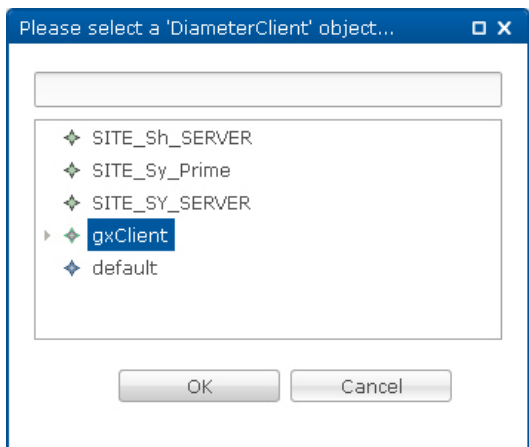 Please select a 'DiameterClient' object...
SITE_Sh_SERVER
SITE_Sy_Prime
SITE_SY_SERVER
gxClient
default
OK Cancel